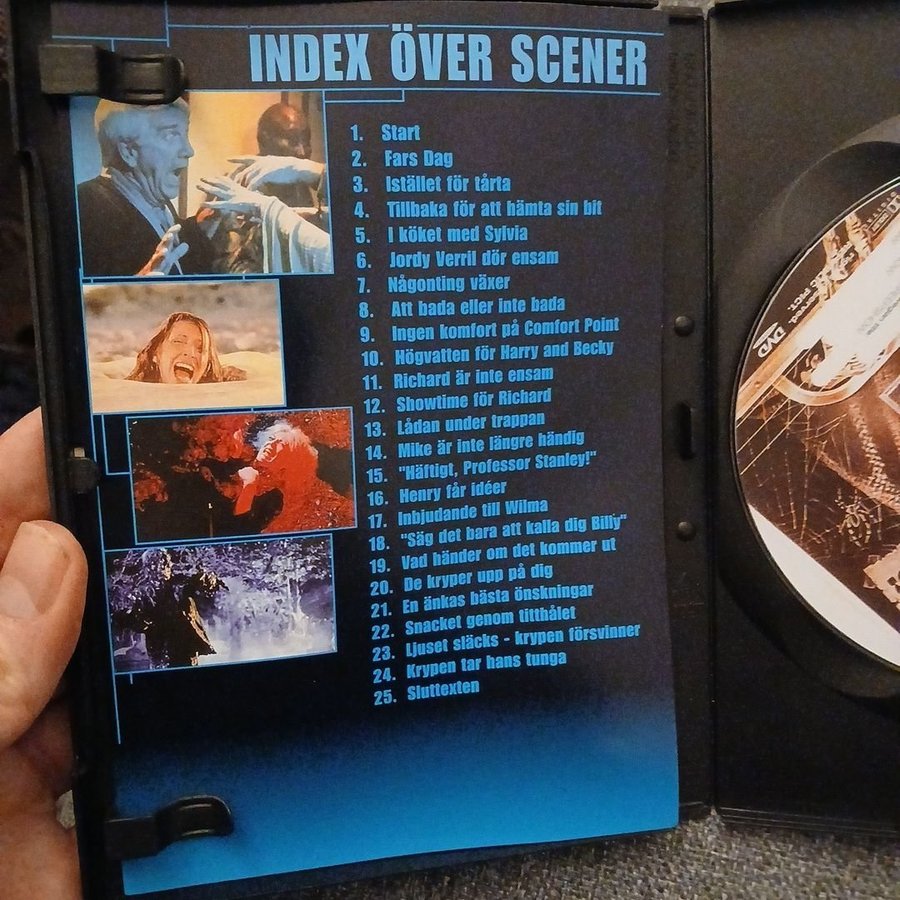 INDEX ÖVER SCENER
1. Start
2. Fars Dag
3. Istället för tårta
4. Tillbaka för att hämta sin bit
5. I köket med Sylvia
6. Jordy Verril dör ensam
7. Någonting växer
8. Att bada eller inte bada
9. Ingen komfort på Comfort Point
10. Högvatten för Harry and Becky
11. Richard är inte ensam
12. Showtime för Richard
13. Lådan under trappan
14. Mike är inte längre händig
15. "Häftigt, Professor Stanley!"
16. Henry får idéer
17. Inbjudande till Wilma
18. "Säg det bara att kalla dig Billy"
19. Vad händer om det kommer ut
20. De kryper upp på dig
21. En änkas bästa önskningar
22. Snacket genom titthålet
23. Ljuset släcks - krypen försvinner
24. Krypen tar hans tunga
25. Sluttexten
DVD